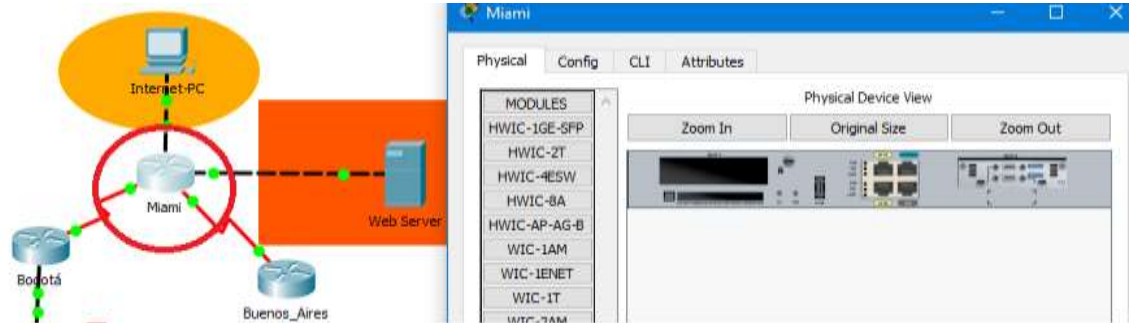 Internet-PC
Miami
Web Server
Bogotá
Buenos_Aires
Miami
Physical
Config
CLI
Attributes
MODULES
HWIC-1GE-SFP
HWIC-2T
HWIC-4ESW
HWIC-8A
HWIC-AP-AG-B
WIC-1AM
WIC-1ENET
WIC-1T
WIC-2AM
Physical Device View
Zoom In
Original Size
Zoom Out